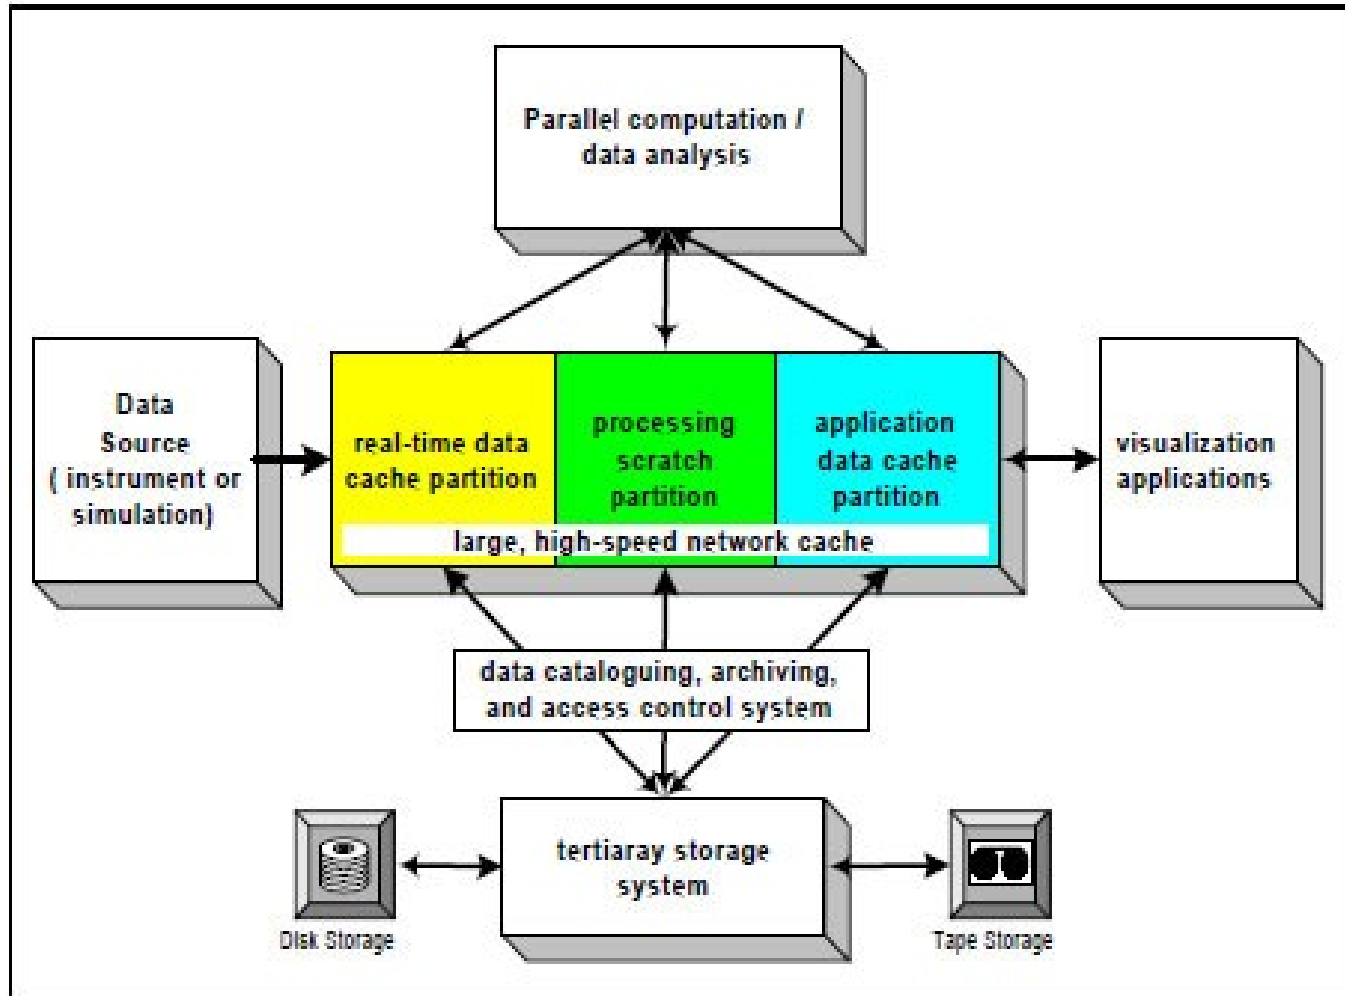 Parallel computation /
data analysis
Data
Source
( instrument or
simulation)
real-time data
cache partition
processing
scratch
partition
application
data cache
partition
large, high-speed network cache
visualization
applications
data cataloguing, archiving,
and access control system
tertiaray storage
system
Disk Storage
Tape Storage